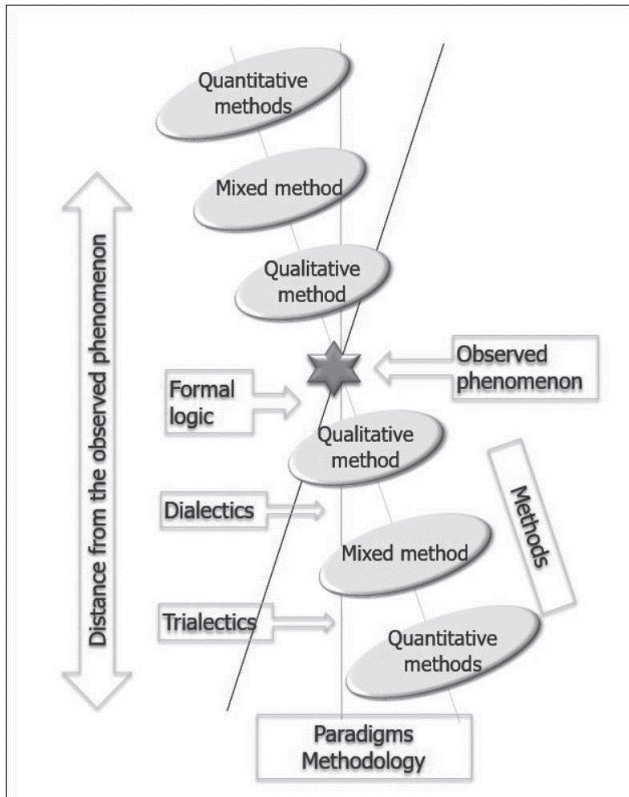 Quantitative
methods
Mixed method
Qualitative
method
Distance from the observed phenomenon
Observed
phenomenon
Formal
logic
Qualitative
method
Methods
Dialectics
Mixed method
Trialectics
Quantitative
methods
Paradigms
Methodology